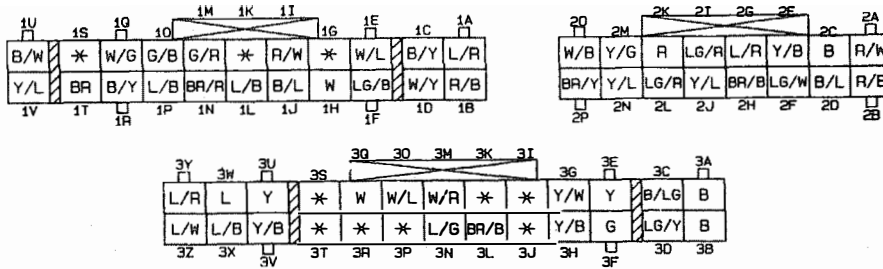 1U 1S 1Q 1O 1M 1K 1I 1G 1E 1C 1A
B/W * W/G G/B G/R * R/W * W/L B/Y L/R
Y/L BR B/Y L/B BR/R L/B B/L W LG/B W/Y R/B
1V 1T 1R 1P 1N 1L 1J 1H 1F 1D 1B
2O 2M 2K 2I 2G 2E 2C 2A
W/B Y/G R LG/R L/R Y/B B R/W
BR/Y Y/L LG/R Y/L BR/B LG/W B/L R/B
2P 2N 2L 2J 2H 2F 2D 2B
3Y 3W 3U 3S 3Q 3O 3M 3K 3I 3G 3E 3C 3A
L/R L Y * W W/L W/R * * Y/W Y B/LG B
L/W L/B Y/B * * * L/G BR/B * Y/B G LG/Y B
3Z 3X 3V 3T 3R 3P 3N 3L 3J 3H 3F 3D 3B